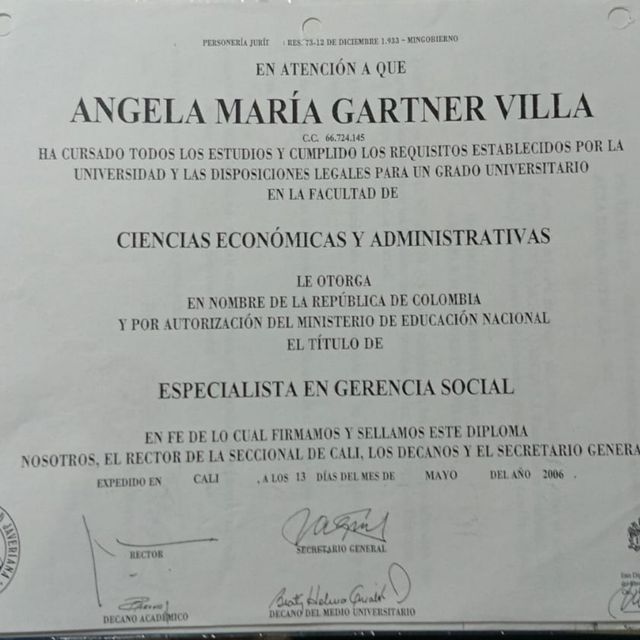 PERSONERÍA JURÍ RES. 73-12 DE DICIEMBRE 1.933 - MINGOBIERNO
EN ATENCIÓN A QUE
ANGELA MARÍA GARTNER VILLA
C.C. 66.724.145
HA CURSADO TODOS LOS ESTUDIOS Y CUMPLIDO LOS REQUISITOS ESTABLECIDOS POR LA
UNIVERSIDAD Y LAS DISPOSICIONES LEGALES PARA UN GRADO UNIVERSITARIO
EN LA FACULTAD DE
CIENCIAS ECONÓMICAS Y ADMINISTRATIVAS
LE OTORGA
EN NOMBRE DE LA REPÚBLICA DE COLOMBIA
Y POR AUTORIZACIÓN DEL MINISTERIO DE EDUCACIÓN NACIONAL
EL TÍTULO DE
ESPECIALISTA EN GERENCIA SOCIAL
EN FE DE LO CUAL FIRMAMOS Y SELLAMOS ESTE DIPLOMA
NOSOTROS, EL RECTOR DE LA SECCIONAL DE CALI, LOS DECANOS Y EL SECRETARIO GENERA
EXPEDIDO EN CALI , A LOS 13 DÍAS DEL MES DE MAYO DEL AÑO 2006 .
JAVERIANA
RECTOR
SECRETARIO GENERAL
DECANO ACADÉMICO
DECANO DEL MEDIO UNIVERSITARIO